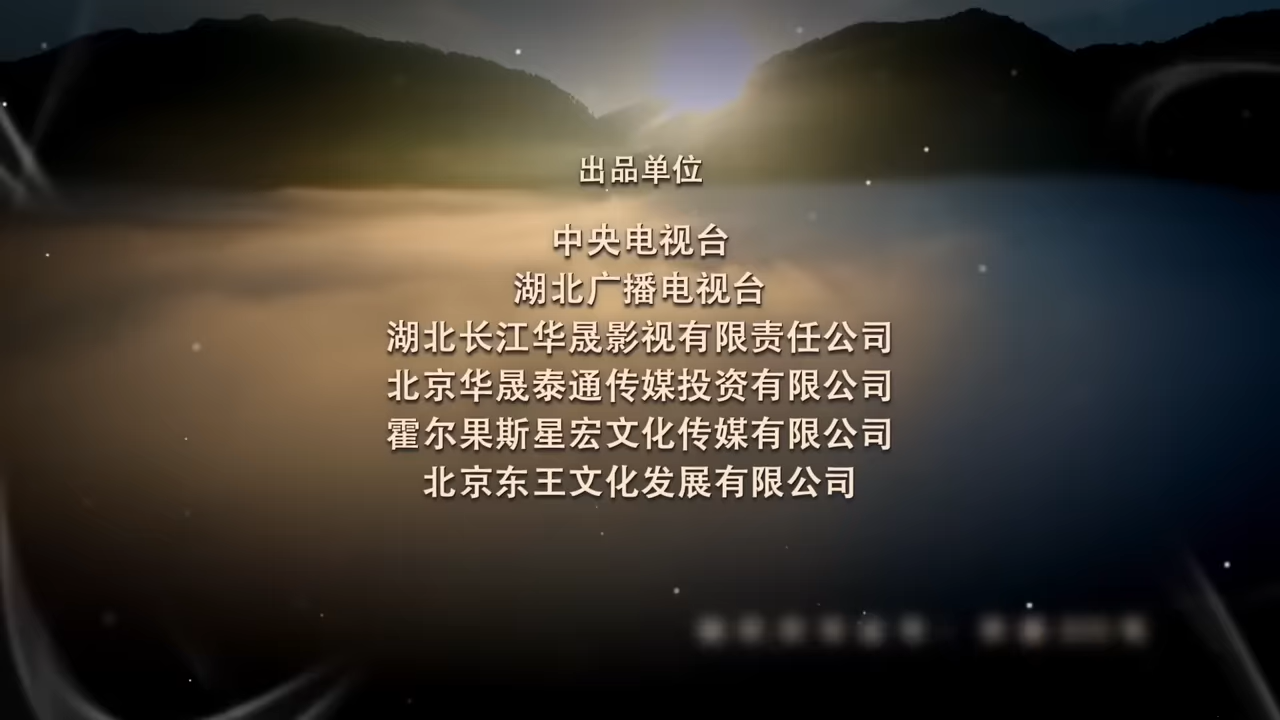 出品单位
中央电视台
湖北广播电视台
湖北长江华晟影视有限责任公司
北京华晟泰通传媒投资有限公司
霍尔果斯星宏文化传媒有限公司
北京东王文化发展有限公司